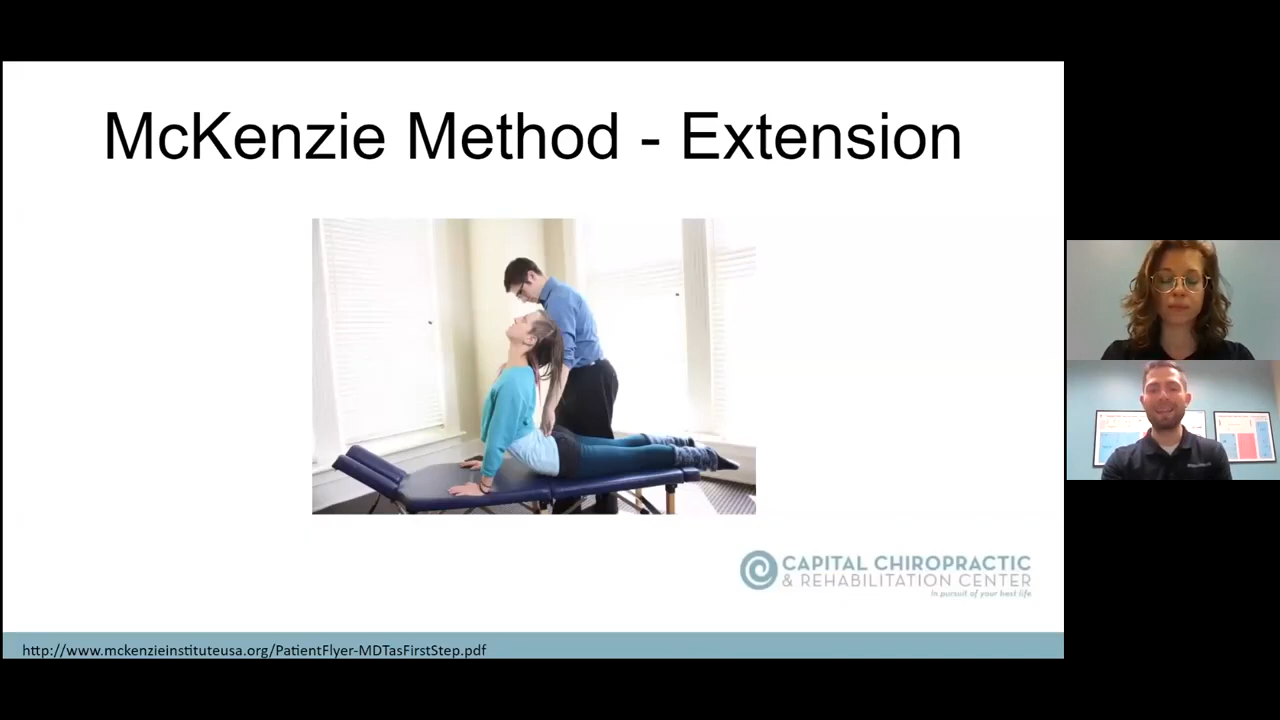 McKenzie Method - Extension
CAPITAL CHIROPRACTIC
& REHABILITATION CENTER
in pursuit of your best life
http://www.mckenzieinstituteusa.org/PatientFlyer-MDTasFirstStep.pdf